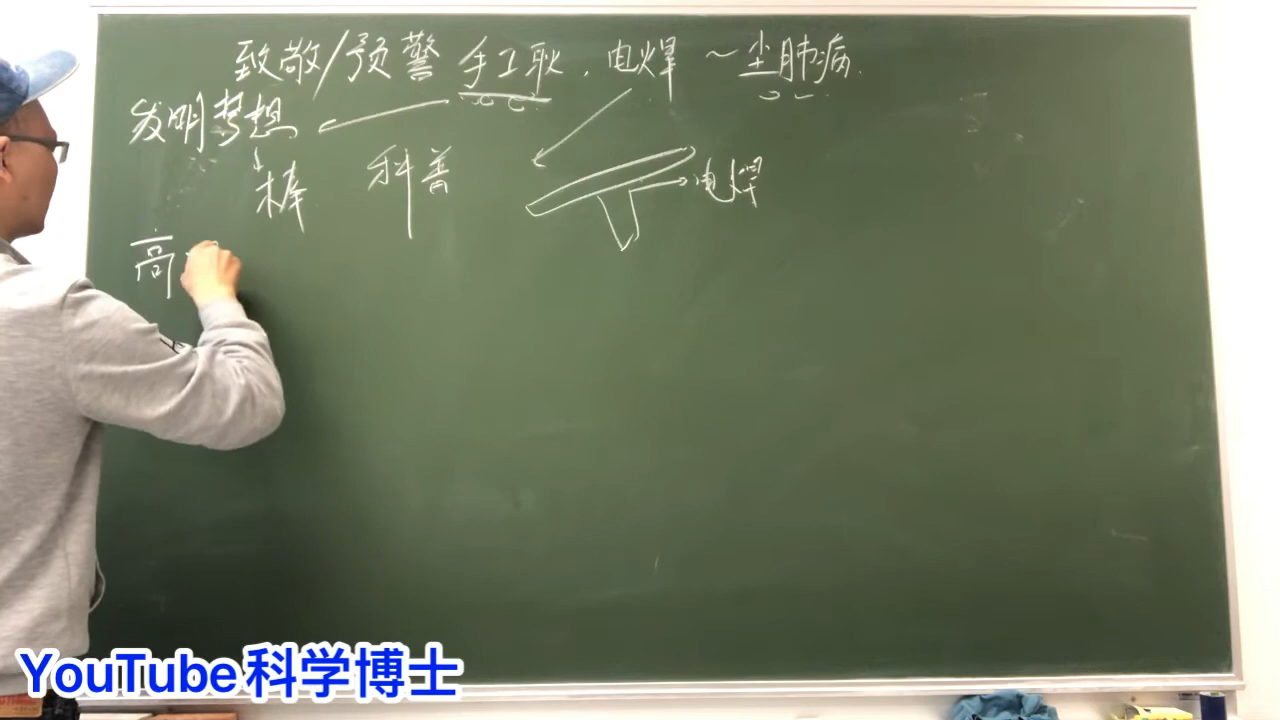 致敬/预警 手工耿，电焊 ~ 尘肺病.
发明梦想
棒 科普 电焊
高
YouTube科学博士